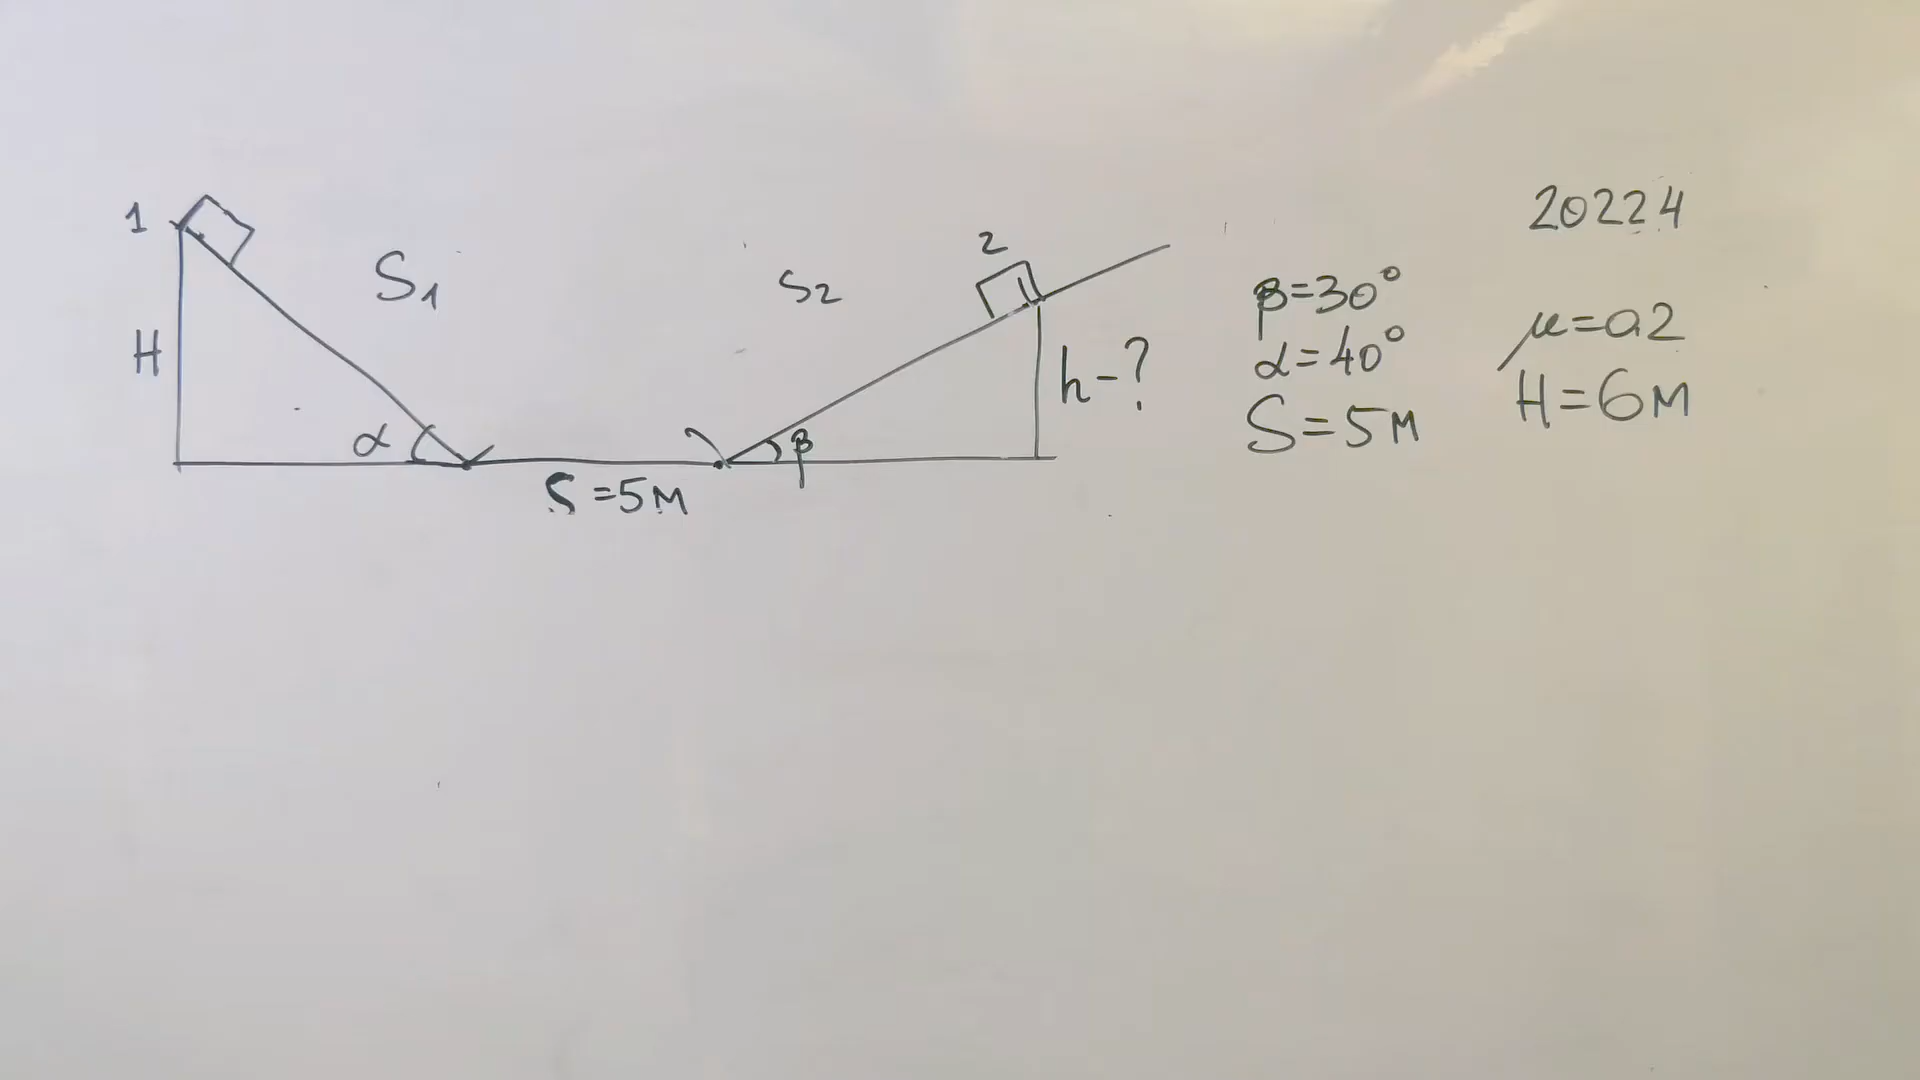 1
H
S₁
α
S = 5м
S₂
β
2
h - ?
β = 30°
α = 40°
S = 5м
20224
μ = 0.2
H = 6м